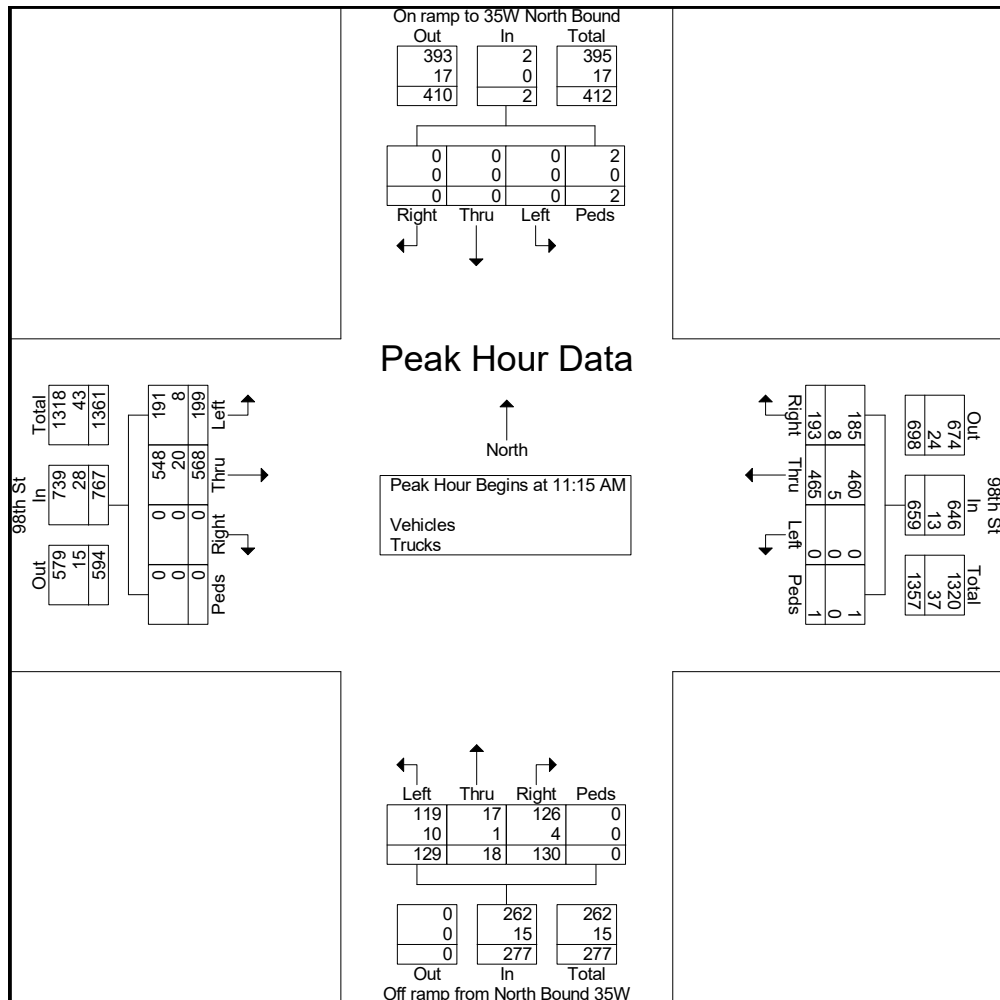 On ramp to 35W North Bound
Out In Total
393 2 395
17 0 17
410 2 412
0 0 0 2
0 0 0 0
0 0 0 2
Right Thru Left Peds
Peak Hour Data
98th St
Total In Out
1318 739 579
43 28 15
1361 767 594
191 548 0 0
8 20 0 0
199 568 0 0
Left Thru Right Peds
North
Peak Hour Begins at 11:15 AM
Vehicles
Trucks
Right Thru Left Peds
193 465 0 1
8 5 0 0
185 460 0 1
698 659 1357
24 13 37
674 646 1320
Out In Total
98th St
Left Thru Right Peds
119 17 126 0
10 1 4 0
129 18 130 0
0 262 262
0 15 15
0 277 277
Out In Total
Off ramp from North Bound 35W